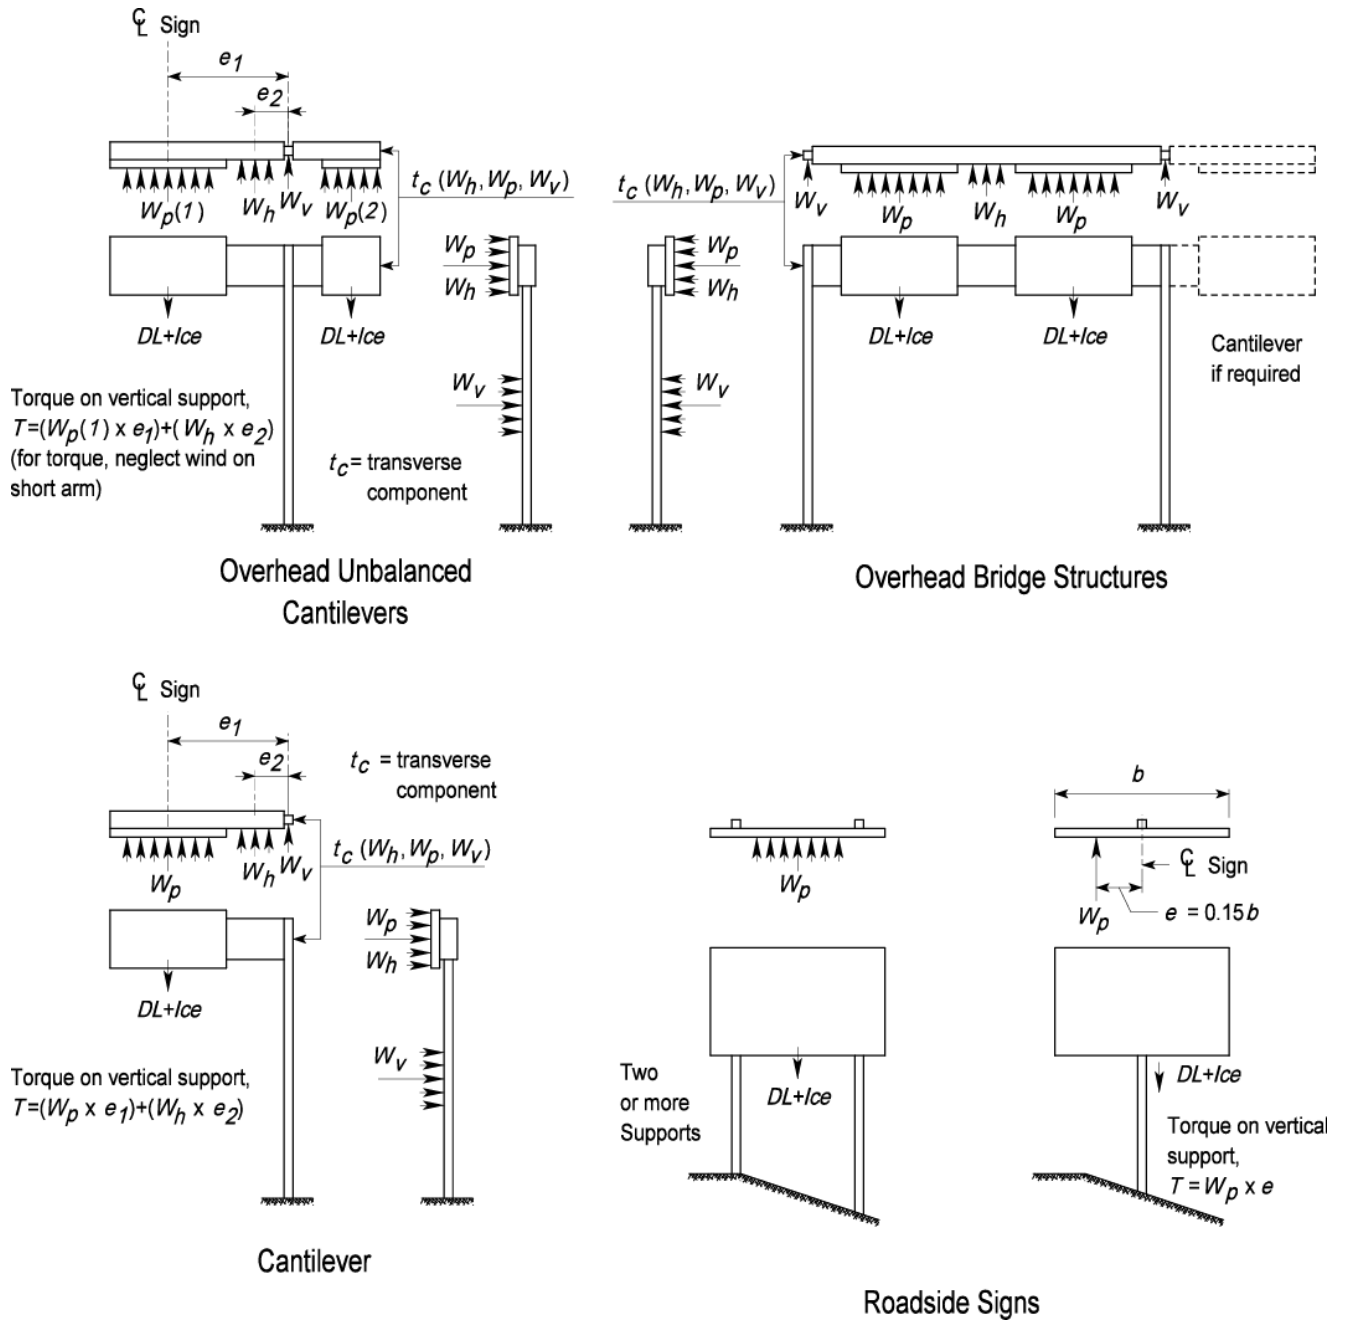 ℄ Sign
e1
e2
Wp(1)
Wh
Wv
Wp(2)
tc (Wh, Wp, Wv)
DL+Ice
DL+Ice
Wp
Wh
Wv
Torque on vertical support,
T=(Wp(1) x e1)+( Wh x e2)
(for torque, neglect wind on
short arm)
tc = transverse
component
Overhead Unbalanced
Cantilevers
tc (Wh, Wp, Wv)
Wv
Wp
Wh
Wp
Wv
Wp
Wh
Wv
DL+Ice
DL+Ice
Cantilever
if required
Overhead Bridge Structures
℄ Sign
e1
e2
tc = transverse
component
Wp
Wh
Wv
tc (Wh, Wp, Wv)
DL+Ice
Wp
Wh
Wv
Torque on vertical support,
T=(Wp x e1)+(Wh x e2)
Cantilever
Wp
Two
or more
Supports
DL+Ice
b
℄ Sign
Wp
e = 0.15b
DL+Ice
Torque on vertical
support,
T = Wp x e
Roadside Signs